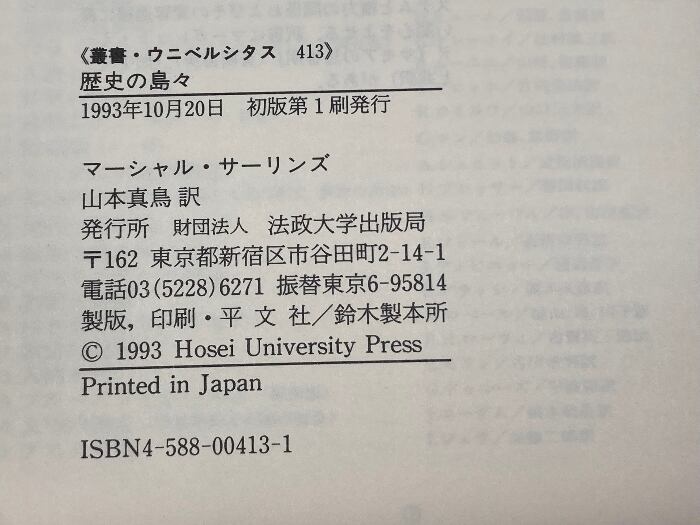 《叢書・ウニベルシタス 413》
歴史の島々
1993年10月20日 初版第1刷発行
マーシャル・サーリンズ
山本真鳥 訳
発行所 財団法人 法政大学出版局
〒162 東京都新宿区市谷田町2-14-1
電話03(5228)6271 振替東京6-95814
製版,印刷・平文社/鈴木製本所
© 1993 Hosei University Press
Printed in Japan
ISBN4-588-00413-1